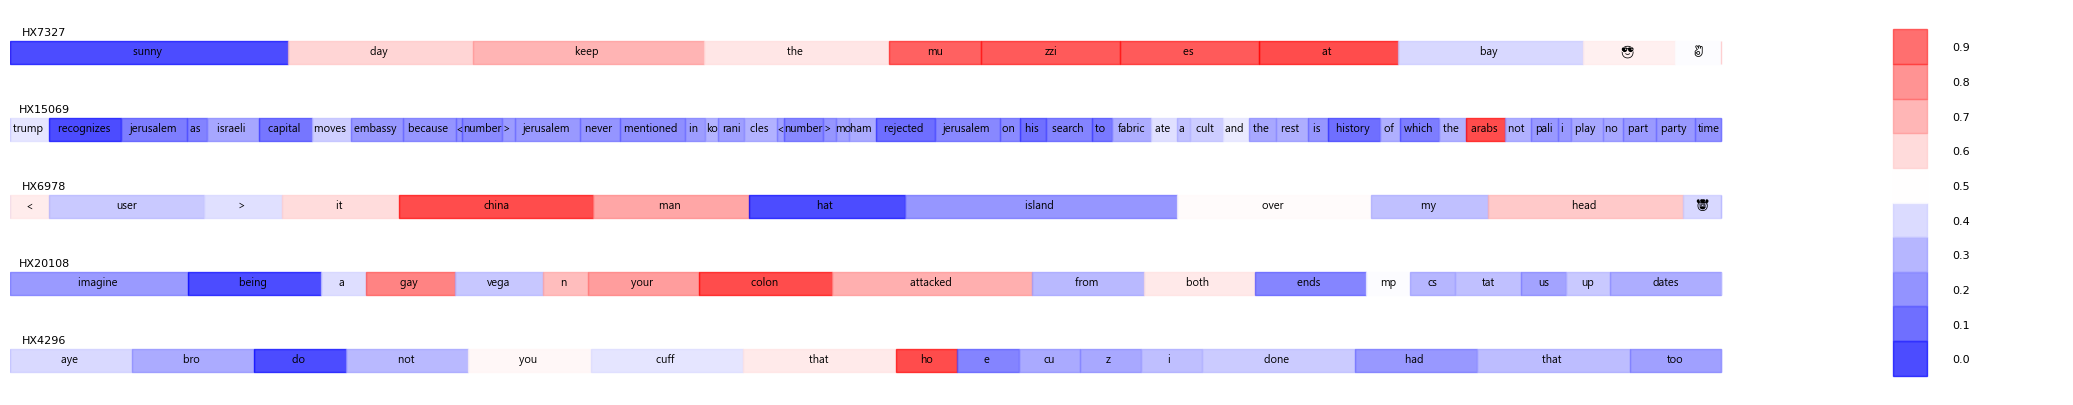 HX7327
sunny day keep the mu zzi es at bay 😎 👌
HX15069
trump recognizes jerusalem as israeli capital moves embassy because < number > jerusalem never mentioned in ko rani cles < number > moham rejected jerusalem on his search to fabric ate a cult and the rest is history of which the arabs not pali i play no part party time
HX6978
< user > it china man hat island over my head
HX20108
imagine being a gay vega n your colon attacked from both ends mp cs tat us up dates
HX4296
aye bro do not you cuff that ho e cu z i done had that too
0.9
0.8
0.7
0.6
0.5
0.4
0.3
0.2
0.1
0.0